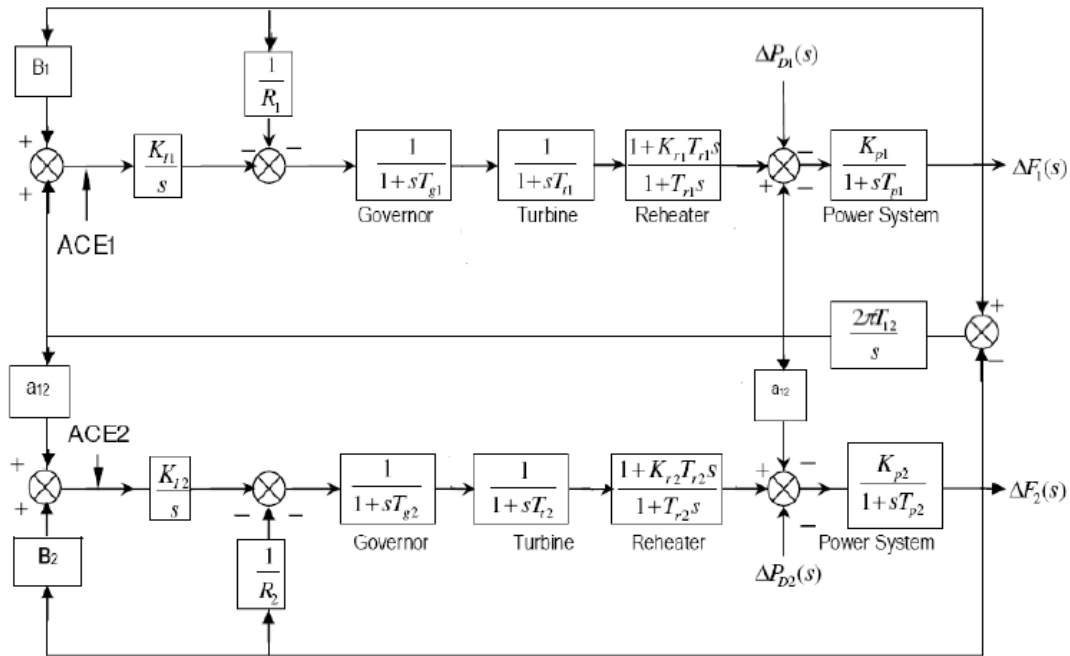 B1
1
R1
ΔPD1(s)
+
+
KI1
s
−
−
1
1+sTg1
Governor
1
1+sTt1
Turbine
1+Kr1Tr1s
1+Tr1s
Reheater
+
−
−
Kp1
1+sTp1
Power System
ΔF1(s)
ACE1
2πT12
s
+
−
a12
a12
ACE2
+
+
KI2
s
−
−
1
1+sTg2
Governor
1
1+sTt2
Turbine
1+Kr2Tr2s
1+Tr2s
Reheater
+
−
−
Kp2
1+sTp2
Power System
ΔF2(s)
B2
1
R2
ΔPD2(s)